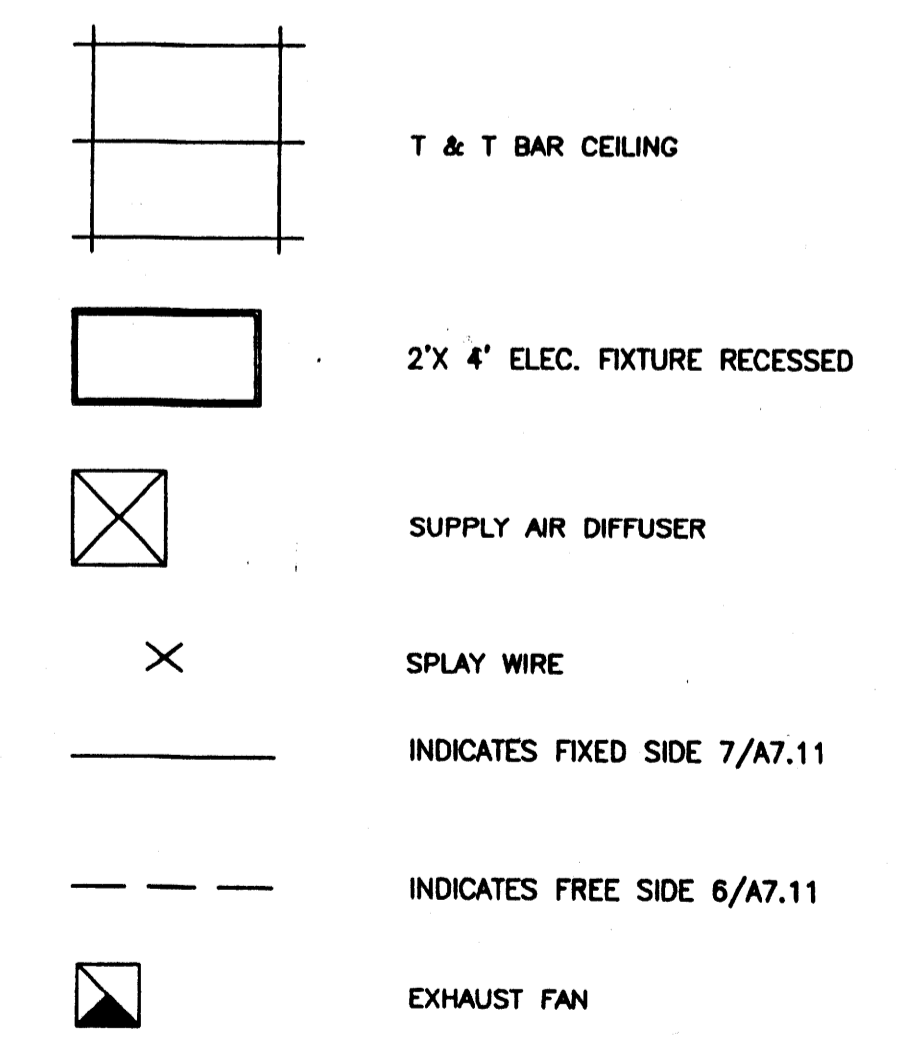 T & T BAR CEILING
2'X 4' ELEC. FIXTURE RECESSED
SUPPLY AIR DIFFUSER
SPLAY WIRE
INDICATES FIXED SIDE 7/A7.11
INDICATES FREE SIDE 6/A7.11
EXHAUST FAN